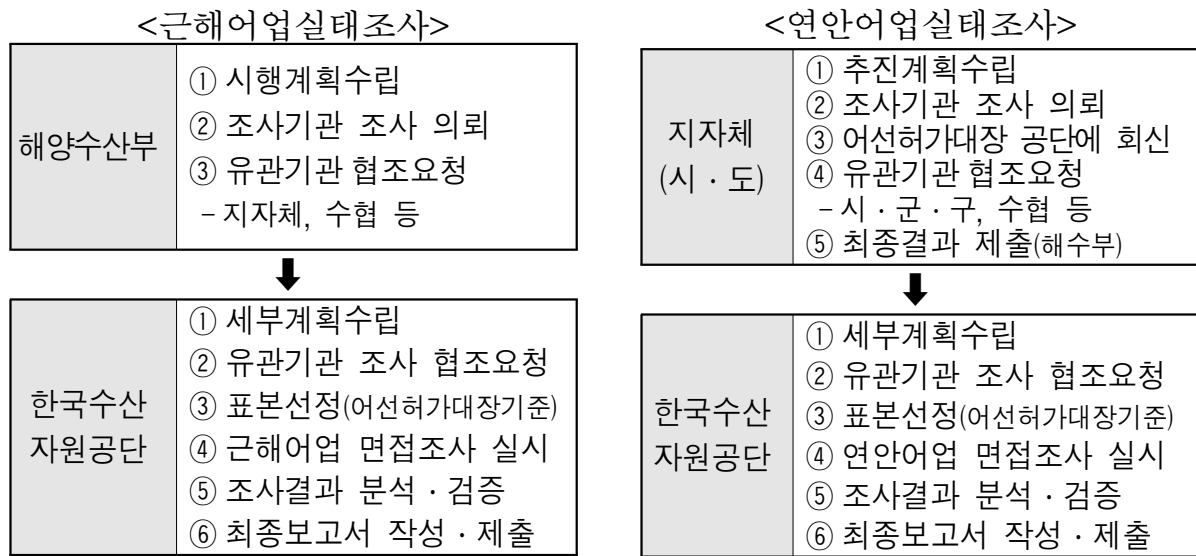 <근해어업실태조사>
해양수산부
① 시행계획수립
② 조사기관 조사 의뢰
③ 유관기관 협조요청
- 지자체, 수협 등
한국수산
자원공단
① 세부계획수립
② 유관기관 조사 협조요청
③ 표본선정(어선허가대장기준)
④ 근해어업 면접조사 실시
⑤ 조사결과 분석 · 검증
⑥ 최종보고서 작성 · 제출
<연안어업실태조사>
지자체
(시 · 도)
① 추진계획수립
② 조사기관 조사 의뢰
③ 어선허가대장 공단에 회신
④ 유관기관 협조요청
- 시 · 군 · 구, 수협 등
⑤ 최종결과 제출(해수부)
한국수산
자원공단
① 세부계획수립
② 유관기관 조사 협조요청
③ 표본선정(어선허가대장기준)
④ 연안어업 면접조사 실시
⑤ 조사결과 분석 · 검증
⑥ 최종보고서 작성 · 제출